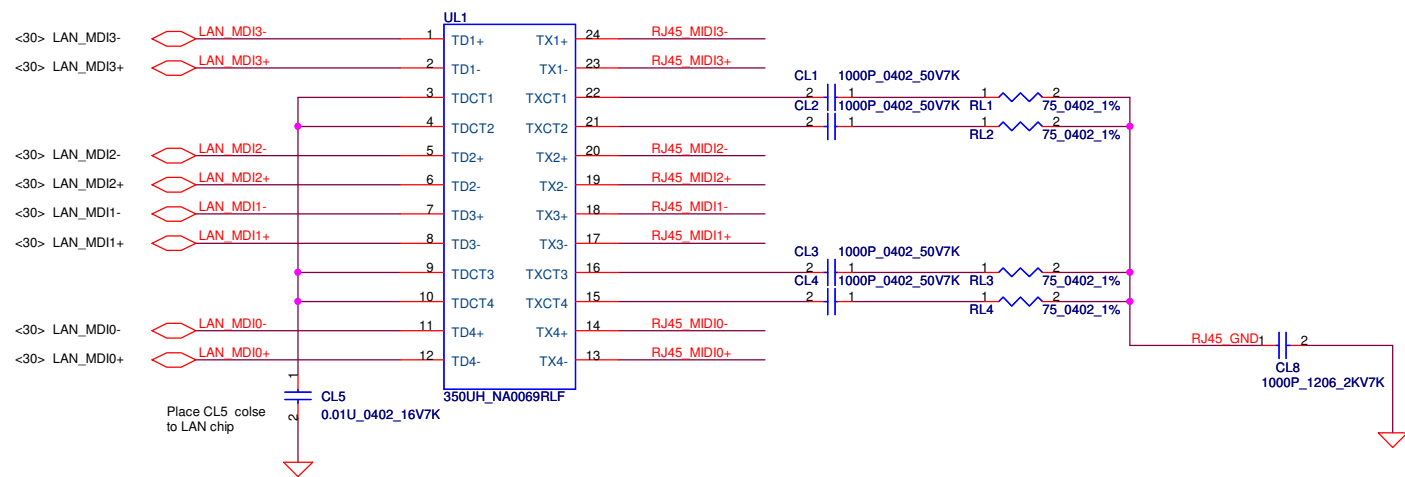 UL1
<30> LAN_MDI3- LAN_MDI3- 1 TD1+ TX1+ 24 RJ45_MIDI3-
<30> LAN_MDI3+ LAN_MDI3+ 2 TD1- TX1- 23 RJ45_MIDI3+
CL1 1000P_0402_50V7K
3 TDCT1 TXCT1 22 2 1 1 RL1 2 75_0402_1%
CL2 1000P_0402_50V7K
4 TDCT2 TXCT2 21 2 1 1 RL2 2 75_0402_1%
<30> LAN_MDI2- LAN_MDI2- 5 TD2+ TX2+ 20 RJ45_MIDI2-
<30> LAN_MDI2+ LAN_MDI2+ 6 TD2- TX2- 19 RJ45_MIDI2+
<30> LAN_MDI1- LAN_MDI1- 7 TD3+ TX3+ 18 RJ45_MIDI1-
<30> LAN_MDI1+ LAN_MDI1+ 8 TD3- TX3- 17 RJ45_MIDI1+
CL3 1000P_0402_50V7K
9 TDCT3 TXCT3 16 2 1 1 RL3 2 75_0402_1%
CL4 1000P_0402_50V7K
10 TDCT4 TXCT4 15 2 1 1 RL4 2 75_0402_1%
<30> LAN_MDI0- LAN_MDI0- 11 TD4+ TX4+ 14 RJ45_MIDI0-
<30> LAN_MDI0+ LAN_MDI0+ 12 TD4- TX4- 13 RJ45_MIDI0+
RJ45_GND 1 2
CL8
1000P_1206_2KV7K
350UH_NA0069RLF
1 CL5
2 0.01U_0402_16V7K
Place CL5 colse
to LAN chip